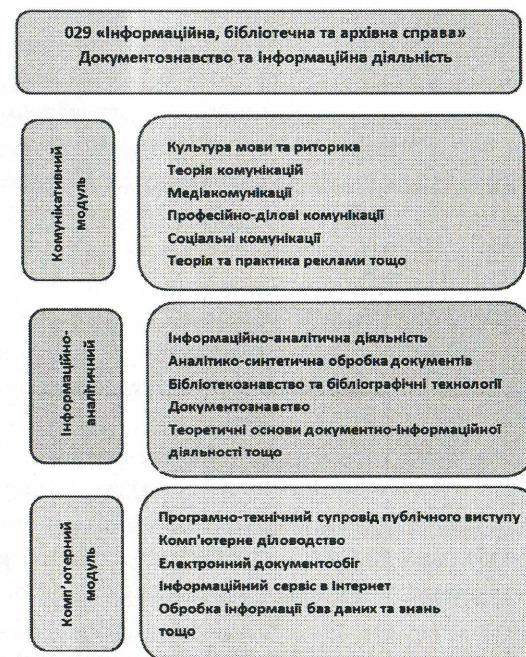 029 «Інформаційна, бібліотечна та архівна справа»
Документознавство та інформаційна діяльність
Комунікативний
модуль
Культура мови та риторика
Теорія комунікацій
Медіакомунікації
Професійно-ділові комунікації
Соціальні комунікації
Теорія та практика реклами тощо
Інформаційно-
аналітичний
Інформаційно-аналітична діяльність
Аналітико-синтетична обробка документів
Бібліотекознавство та бібліографічні технології
Документознавство
Теоретичні основи документно-інформаційної
діяльності тощо
Комп'ютерний
модуль
Програмно-технічний супровід публічного виступу
Комп'ютерне діловодство
Електронний документообіг
Інформаційний сервіс в Інтернет
Обробка інформації баз даних та знань
тощо